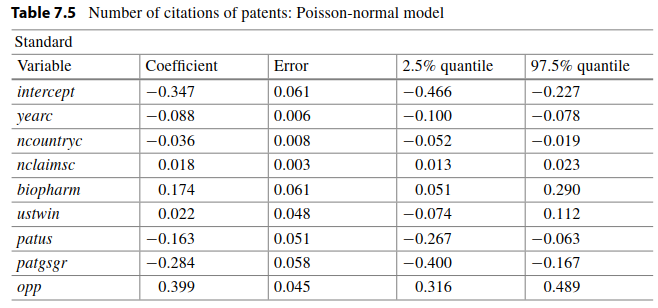 Table 7.5 Number of citations of patents: Poisson-normal model
Standard
Variable Coefficient Error 2.5% quantile 97.5% quantile
intercept −0.347 0.061 −0.466 −0.227
yearc −0.088 0.006 −0.100 −0.078
ncountryc −0.036 0.008 −0.052 −0.019
nclaimsc 0.018 0.003 0.013 0.023
biopharm 0.174 0.061 0.051 0.290
ustwin 0.022 0.048 −0.074 0.112
patus −0.163 0.051 −0.267 −0.063
patgsgr −0.284 0.058 −0.400 −0.167
opp 0.399 0.045 0.316 0.489